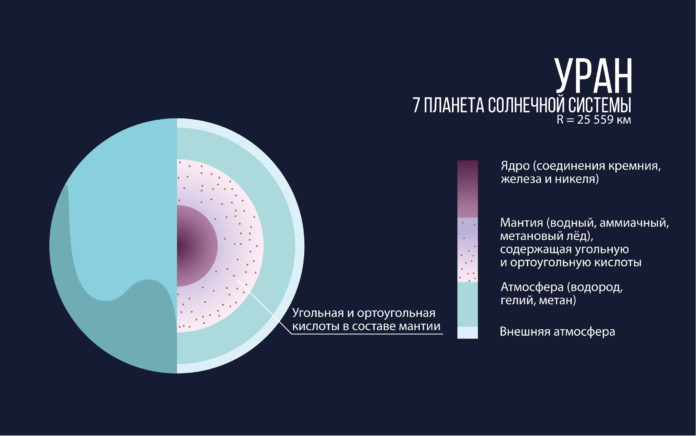 УРАН
7 ПЛАНЕТА СОЛНЕЧНОЙ СИСТЕМЫ
R = 25 559 км
Ядро (соединения кремния,
железа и никеля)
Мантия (водный, аммиачный,
метановый лёд),
содержащая угольную
и ортоугольную кислоты
Атмосфера (водород,
гелий, метан)
Внешняя атмосфера
Угольная и ортоугольная
кислоты в составе мантии